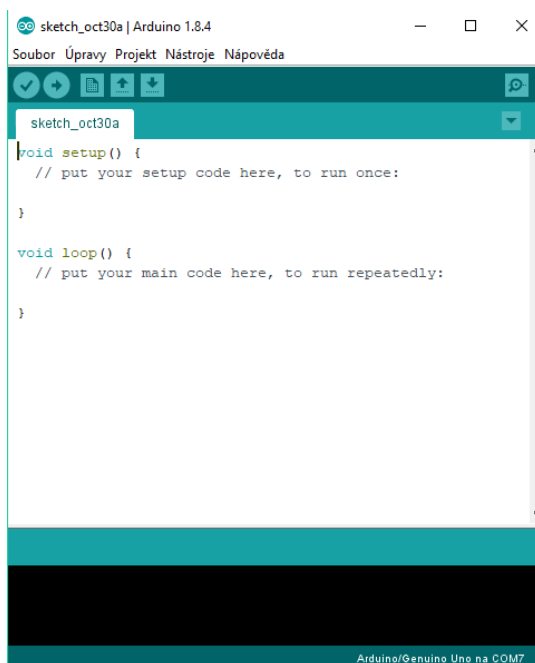 sketch_oct30a | Arduino 1.8.4
Soubor Úpravy Projekt Nástroje Nápověda
sketch_oct30a
void setup() {
  // put your setup code here, to run once:
}
void loop() {
  // put your main code here, to run repeatedly:
}
Arduino/Genuino Uno na COM7